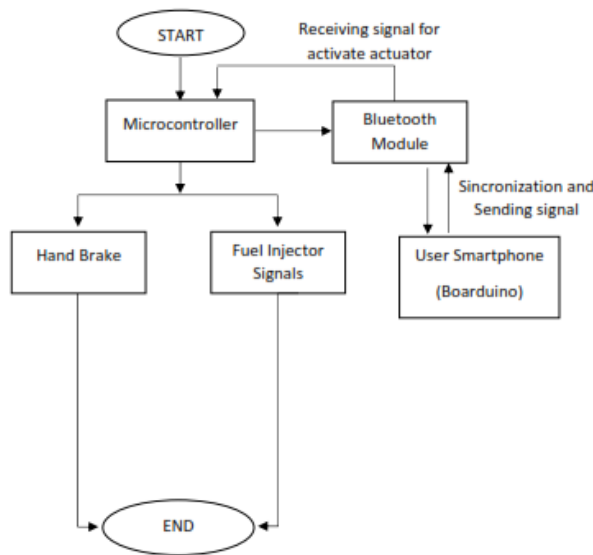 START
Receiving signal for
activate actuator
Microcontroller
Bluetooth
Module
Sincronization and
Sending signal
Hand Brake
Fuel Injector
Signals
User Smartphone
(Boarduino)
END